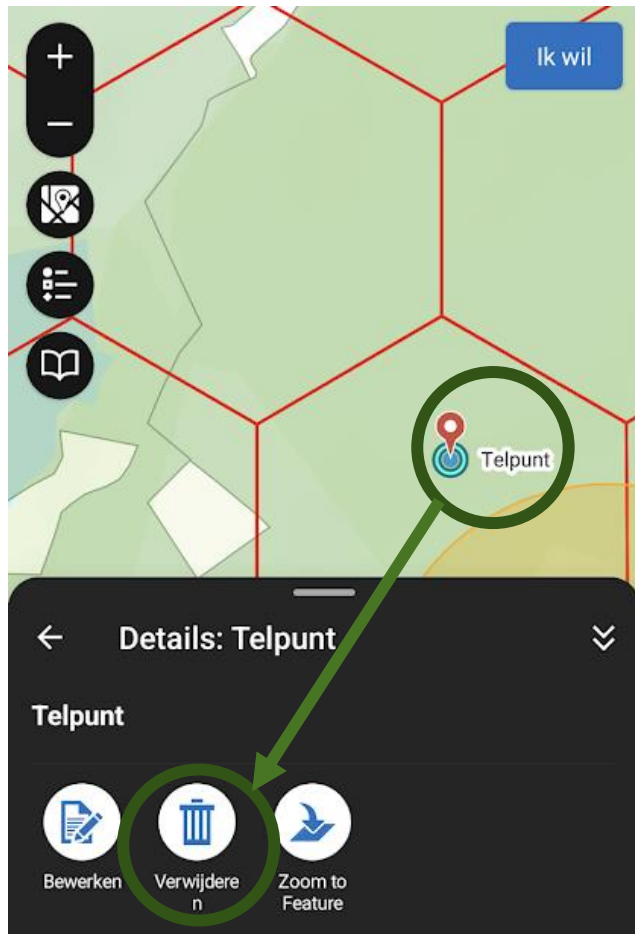 Ik wil
Telpunt
Details: Telpunt
Telpunt
Bewerken
Verwijdere
n
Zoom to
Feature